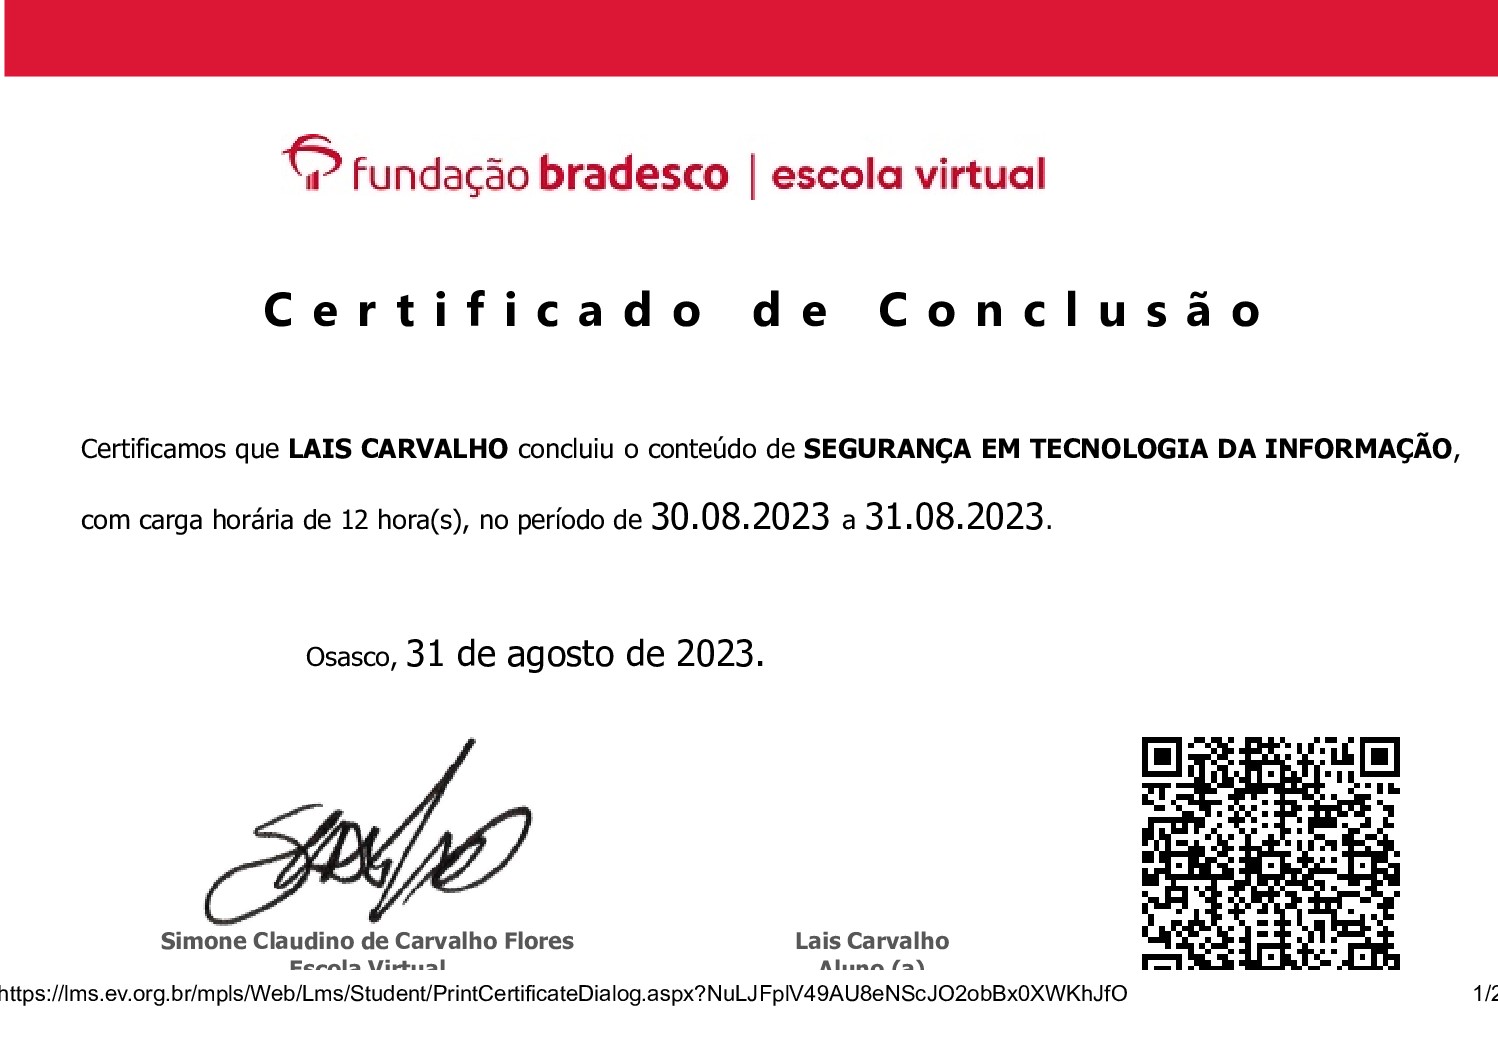 fundação bradesco | escola virtual
Certificado de Conclusão
Certificamos que LAIS CARVALHO concluiu o conteúdo de SEGURANÇA EM TECNOLOGIA DA INFORMAÇÃO,
com carga horária de 12 hora(s), no período de 30.08.2023 a 31.08.2023.
Osasco, 31 de agosto de 2023.
Simone Claudino de Carvalho Flores
Escola Virtual
Lais Carvalho
Aluno (a)
https://lms.ev.org.br/mpls/Web/Lms/Student/PrintCertificateDialog.aspx?NuLJFplV49AU8eNScJO2obBx0XWKhJfO
1/2